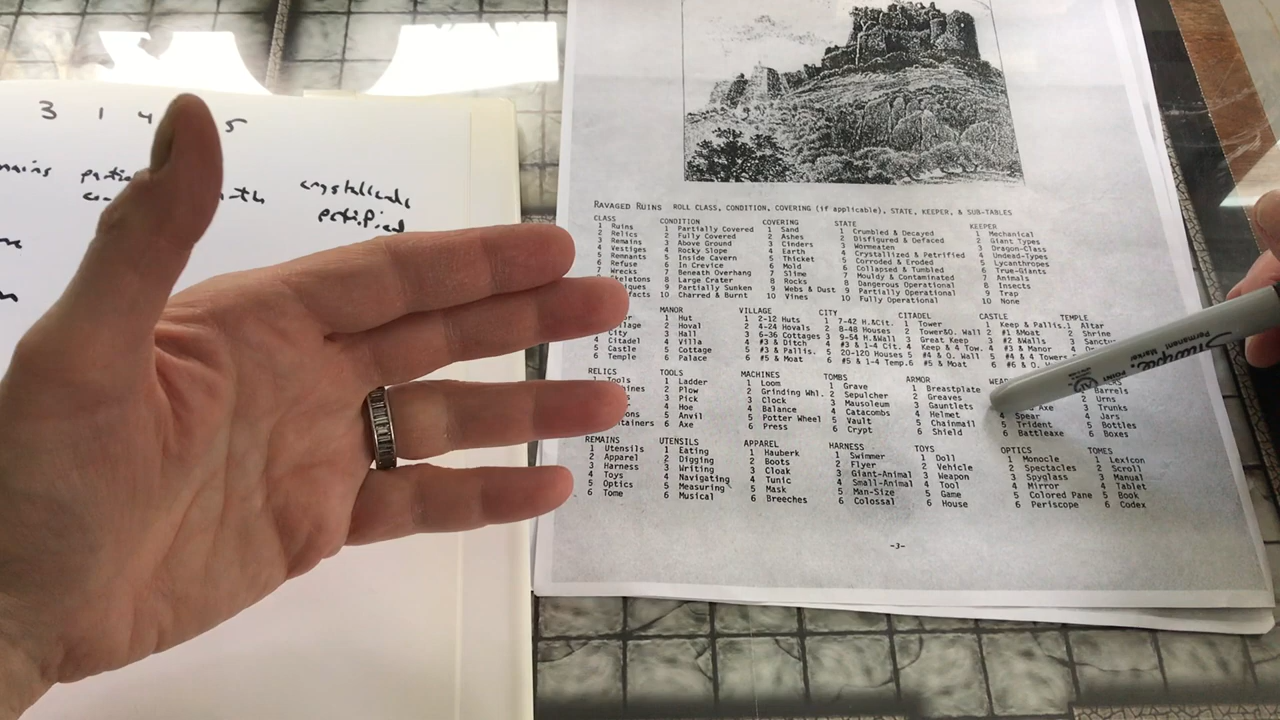 3 1 4 5
crystallized
petrified
RAVAGED RUINS ROLL CLASS, CONDITION, COVERING (if applicable), STATE, KEEPER, & SUB-TABLES
CLASS
1 Ruins
2 Relics
3 Remains
4 Vestiges
5 Remnants
6 Refuse
7 Wrecks
CONDITION
1 Partially Covered
2 Fully Covered
3 Above Ground
4 Rocky Slope
5 Inside Cavern
6 In Crevice
7 Beneath Overhang
8 Large Crater
9 Partially Sunken
10 Charred & Burnt
COVERING
1 Sand
2 Ashes
3 Cinders
4 Earth
5 Thicket
6 Mold
7 Slime
8 Rocks
9 Webs & Dust
10 Vines
STATE
1 Crumbled & Decayed
2 Disfigured & Defaced
3 Wormeaten
4 Crystallized & Petrified
5 Corroded & Eroded
6 Collapsed & Tumbled
7 Mouldy & Contaminated
8 Dangerous Operational
9 Partially Operational
10 Fully Operational
KEEPER
1 Mechanical
2 Giant Types
3 Dragon-Class
4 Undead-Types
5 Lycanthropes
6 True-Giants
7 Animals
8 Insects
9 Trap
10 None
City
4 Citadel
5 Castle
6 Temple
MANOR
1 Hut
2 Hoval
3 Hall
4 Villa
5 Cottage
6 Palace
VILLAGE
1 2-12 Huts
2 4-24 Hovals
3 6-36 Cottages
4 #3 & Ditch
5 #3 & Pallis.
6 #5 & Moat
CITY
1 7-42 H.&Cit.
2 8-48 Houses
3 9-54 H.&Wall
4 #3 & 1-4 Cit.
5 20-120 Houses
6 #5 & 1-4 Temp.
CITADEL
1 Tower
2 Tower&O. Wall
3 Great Keep
4 Keep & 4 Tow.
5 #4 & O. Wall
6 #5 & Moat
CASTLE
1 Keep & Pallis.
2 #1 &Moat
3 #2 &Walls
4 #3 & Manor
5 #4 & 4 Towers
TEMPLE
1 Altar
2 Shrine
RELICS
1 Tools
TOOLS
1 Ladder
2 Plow
3 Pick
4 Hoe
5 Anvil
6 Axe
MACHINES
1 Loom
2 Grinding Whl.
3 Clock
4 Balance
5 Potter Wheel
6 Press
TOMBS
1 Grave
2 Sepulcher
3 Mausoleum
4 Catacombs
5 Vault
6 Crypt
ARMOR
1 Breastplate
2 Greaves
3 Gauntlets
4 Helmet
5 Chainmail
6 Shield
Axe
4 Spear
5 Trident
6 Battleaxe
Barrels
2 Urns
3 Trunks
4 Jars
5 Bottles
6 Boxes
REMAINS
1 Utensils
2 Apparel
3 Harness
4 Toys
5 Optics
6 Tome
UTENSILS
1 Eating
2 Digging
3 Writing
4 Navigating
5 Measuring
6 Musical
APPAREL
1 Hauberk
2 Boots
3 Cloak
4 Tunic
5 Mask
6 Breeches
HARNESS
1 Swimmer
2 Flyer
3 Giant-Animal
4 Small-Animal
5 Man-Size
6 Colossal
TOYS
1 Doll
2 Vehicle
3 Weapon
4 Tool
5 Game
6 House
OPTICS
1 Monocle
2 Spectacles
3 Spyglass
4 Mirror
5 Colored Pane
6 Periscope
TOMES
1 Lexicon
2 Scroll
3 Manual
4 Tablet
5 Book
6 Codex
-3-
Sharpie
PERMANENT MARKER